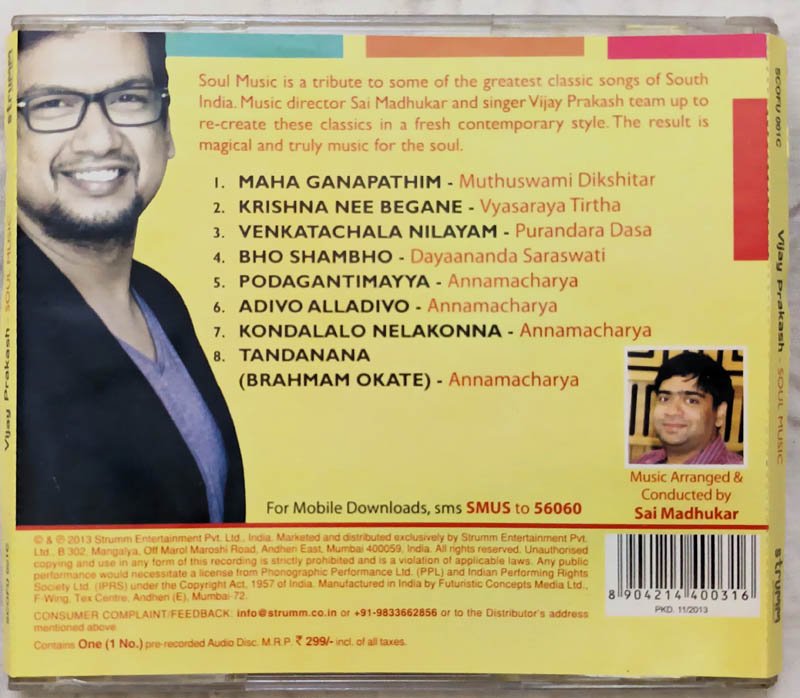 Soul Music is a tribute to some of the greatest classic songs of South
India. Music director Sai Madhukar and singer Vijay Prakash team up to
re-create these classics in a fresh contemporary style. The result is
magical and truly music for the soul.
1. MAHA GANAPATHIM - Muthuswami Dikshitar
2. KRISHNA NEE BEGANE - Vyasaraya Tirtha
3. VENKATACHALA NILAYAM - Purandara Dasa
4. BHO SHAMBHO - Dayaananda Saraswati
5. PODAGANTIMAYYA - Annamacharya
6. ADIVO ALLADIVO - Annamacharya
7. KONDALALO NELAKONNA - Annamacharya
8. TANDANANA
(BRAHMAM OKATE) - Annamacharya
Music Arranged &
Conducted by
Sai Madhukar
For Mobile Downloads, sms SMUS to 56060
© & ℗ 2013 Strumm Entertainment Pvt. Ltd., India. Marketed and distributed exclusively by Strumm Entertainment Pvt.
Ltd., B 302, Mangalya, Off Marol Maroshi Road, Andheri East, Mumbai 400059, India. All rights reserved. Unauthorised
copying and use in any form of this recording is strictly prohibited and is a violation of applicable laws. Any public
performance would necessitate a license from Phonographic Performance Ltd. (PPL) and Indian Performing Rights
Society Ltd. (IPRS) under the Copyright Act, 1957 of India. Manufactured in India by Futuristic Concepts Media Ltd.,
F-Wing, Tex Centre, Andheri (E), Mumbai-72.
CONSUMER COMPLAINT/FEEDBACK: info@strumm.co.in or +91-9833662856 or to the Distributor's address
mentioned above.
Contains One (1 No.) pre-recorded Audio Disc. M.R.P. ₹ 299/- incl. of all taxes.
8 904214 400316
PKD. 11/2013
strumm
Vijay Prakash - SOUL MUSIC
SCOFU 001C
Vijay Prakash - SOUL MUSIC
strumm